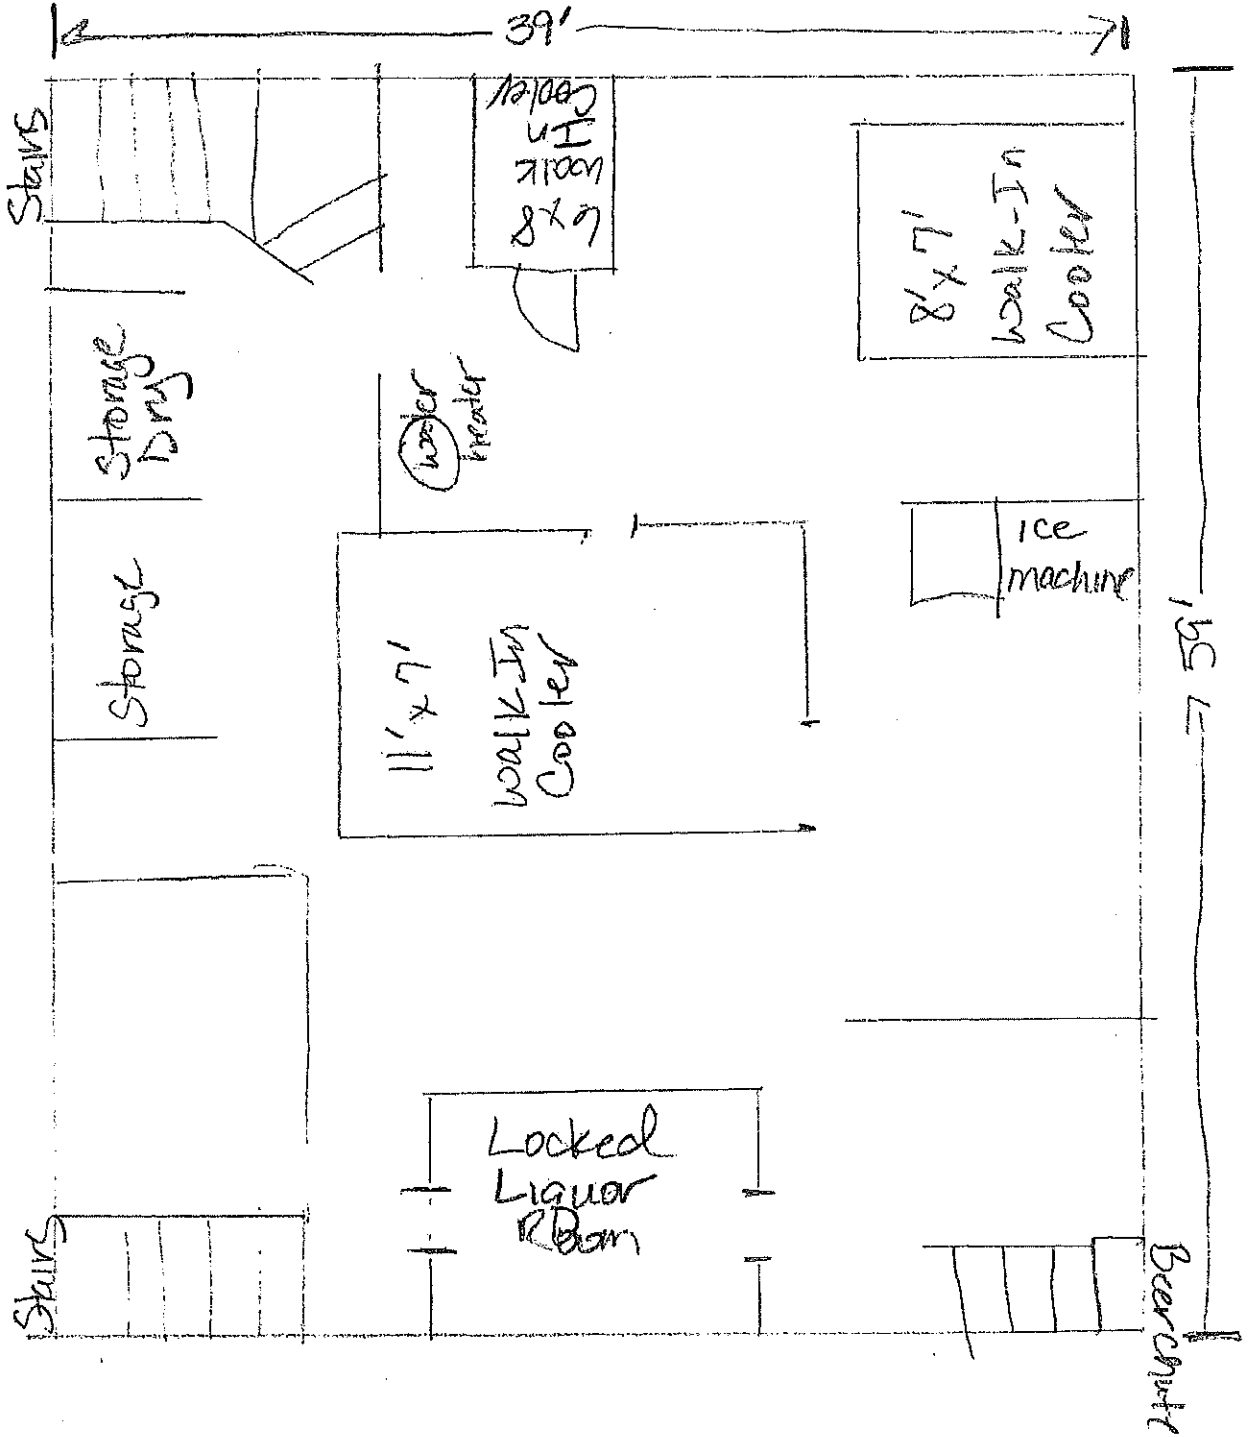 39'
Stairs
6x8
Walk
In
Cooler
8'x7'
Walk-In
Cooler
Storage
Dry
water
heater
ice
machine
Storage
11'x7'
Walk In
Cooler
54'
Locked
Liquor
Room
Stairs
Beer chute